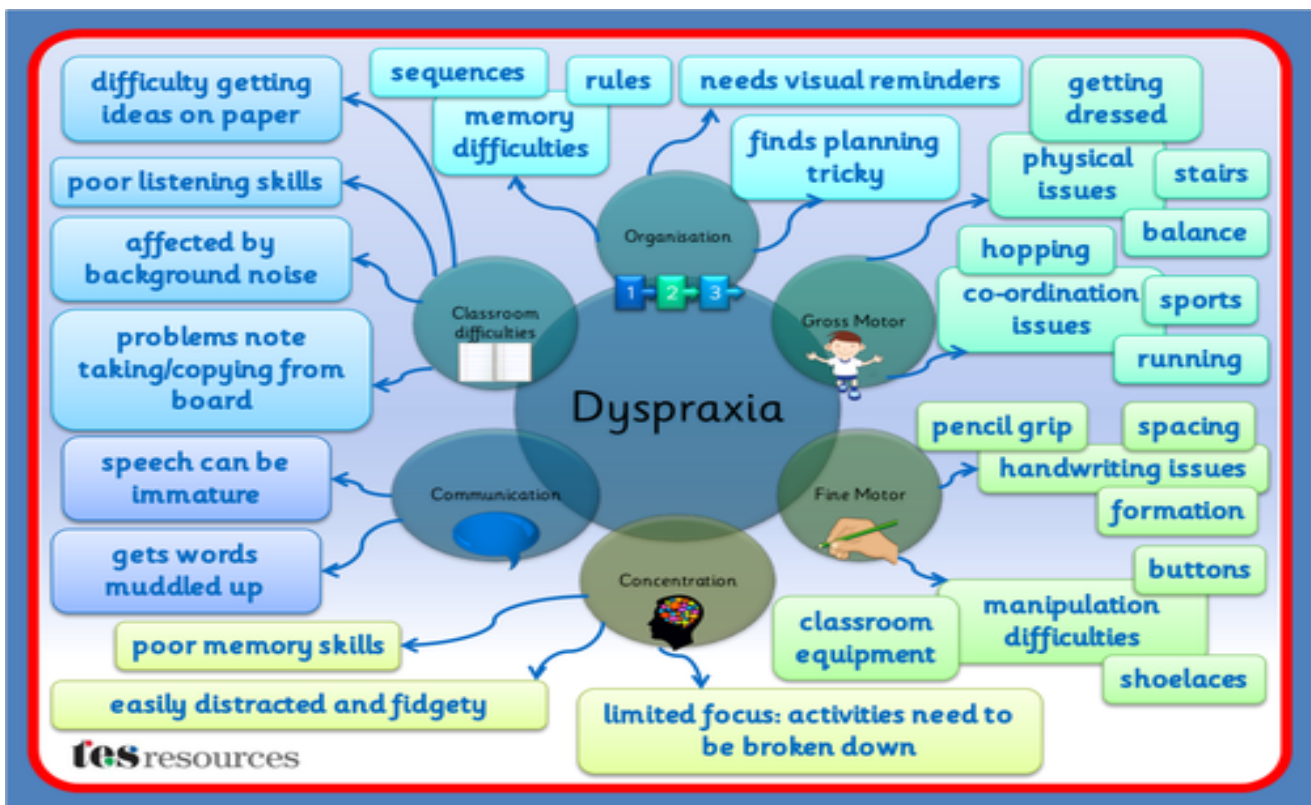 sequences
rules
memory
difficulties
needs visual reminders
finds planning
tricky
Organisation
1 2 3
getting
dressed
physical
issues
stairs
balance
hopping
co-ordination
issues
sports
running
Gross Motor
difficulty getting
ideas on paper
poor listening skills
affected by
background noise
problems note
taking/copying from
board
Classroom
difficulties
Dyspraxia
speech can be
immature
gets words
muddled up
Communication
pencil grip
spacing
handwriting issues
formation
Fine Motor
buttons
manipulation
difficulties
classroom
equipment
shoelaces
Concentration
poor memory skills
easily distracted and fidgety
limited focus: activities need to
be broken down
tes resources